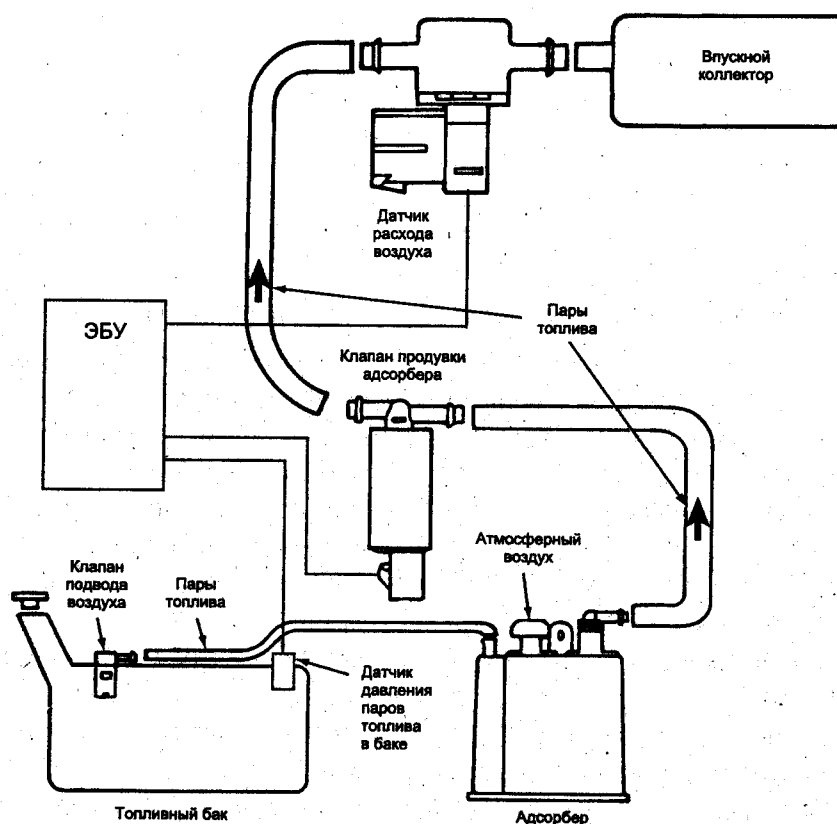 Впускной
коллектор
Датчик
расхода
воздуха
ЭБУ
Пары
топлива
Клапан продувки
адсорбера
Атмосферный
воздух
Клапан
подвода
воздуха
Пары
топлива
Датчик
давления
паров
топлива
в баке
Топливный бак
Адсорбер